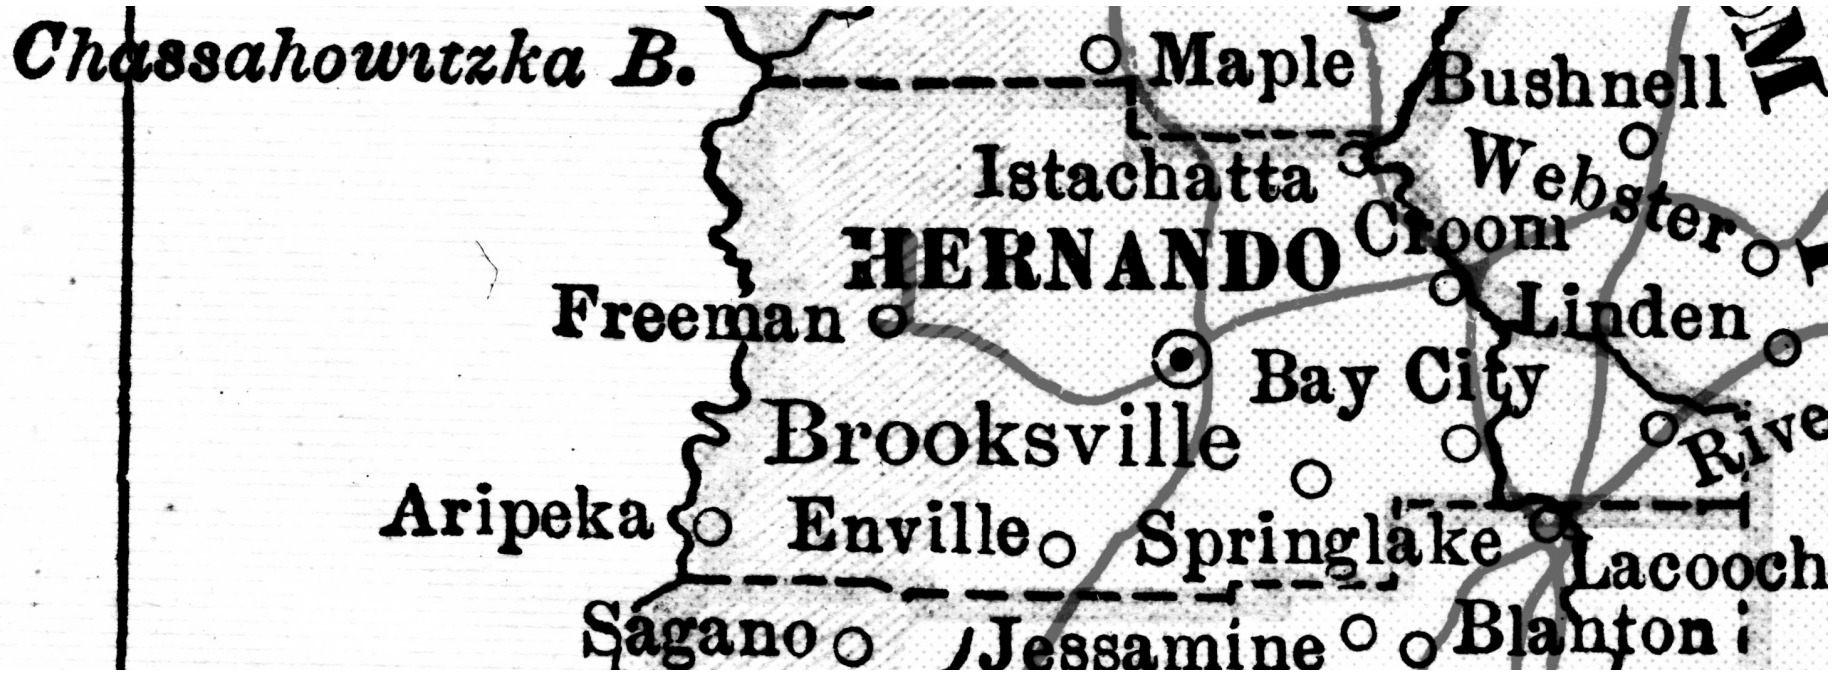 Chassahowitzka B.
Maple
Bushnell
Istachatta
Webster
Croom
HERNANDO
Freeman
Linden
Bay City
Brooksville
Rive
Aripeka
Enville
Springlake
Lacooch
Sagano
Jessamine
Blanton